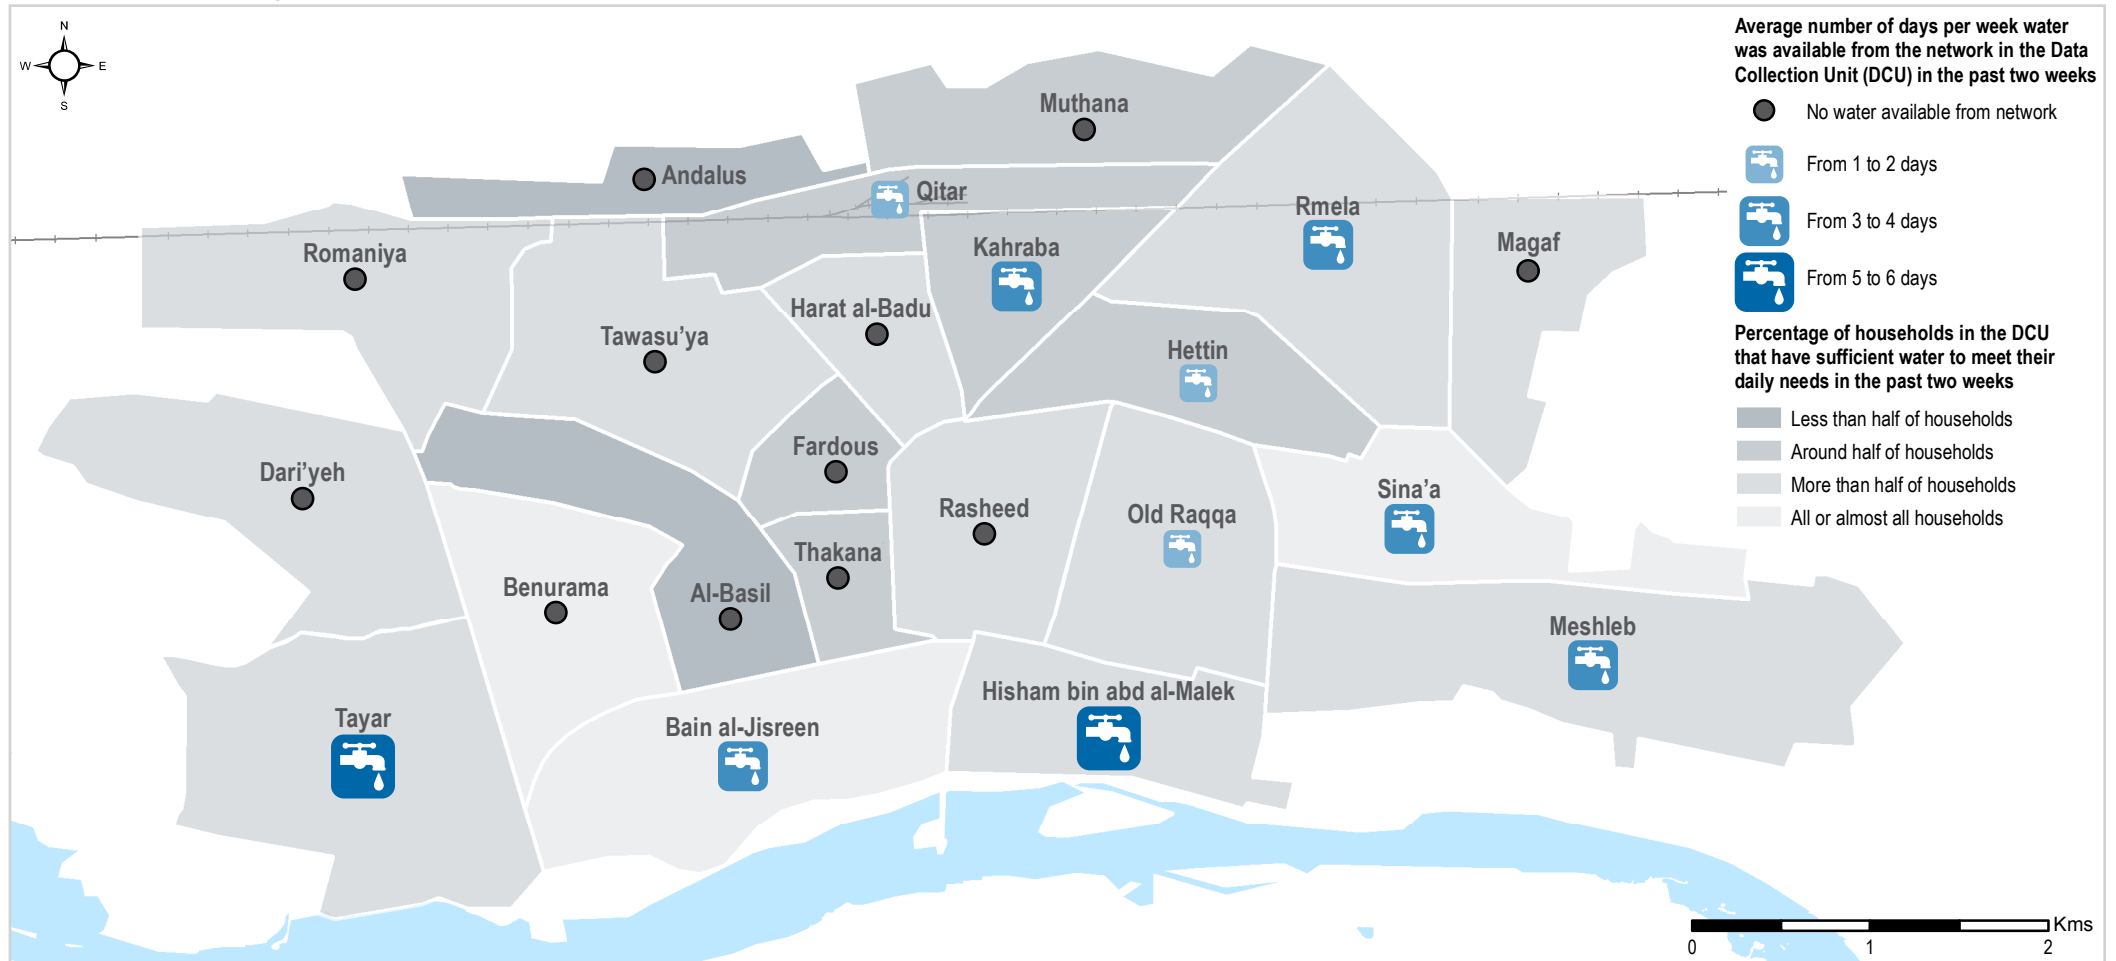 N
W
E
S
Average number of days per week water
was available from the network in the Data
Collection Unit (DCU) in the past two weeks
No water available from network
From 1 to 2 days
From 3 to 4 days
From 5 to 6 days
Percentage of households in the DCU
that have sufficient water to meet their
daily needs in the past two weeks
Less than half of households
Around half of households
More than half of households
All or almost all households
Muthana
Andalus
Qitar
Rmela
Romaniya
Kahraba
Magaf
Harat al-Badu
Tawasu’ya
Hettin
Fardous
Dari’yeh
Sina’a
Rasheed
Old Raqqa
Thakana
Benurama
Al-Basil
Meshleb
Hisham bin abd al-Malek
Tayar
Bain al-Jisreen
Kms
0 1 2